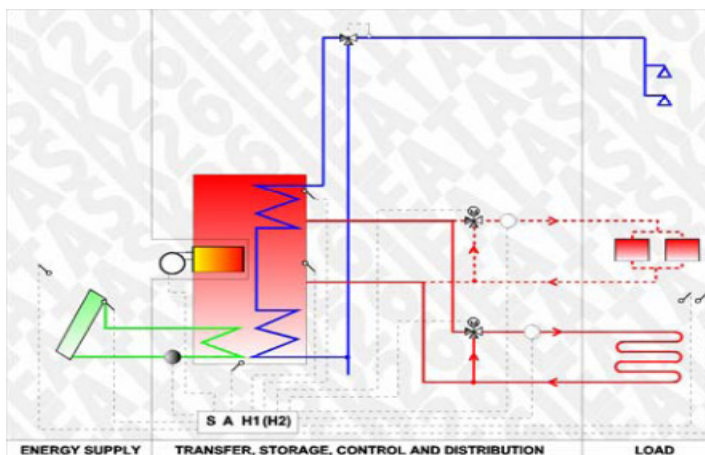 M
M
S A H1(H2)
ENERGY SUPPLY TRANSFER, STORAGE, CONTROL AND DISTRIBUTION LOAD